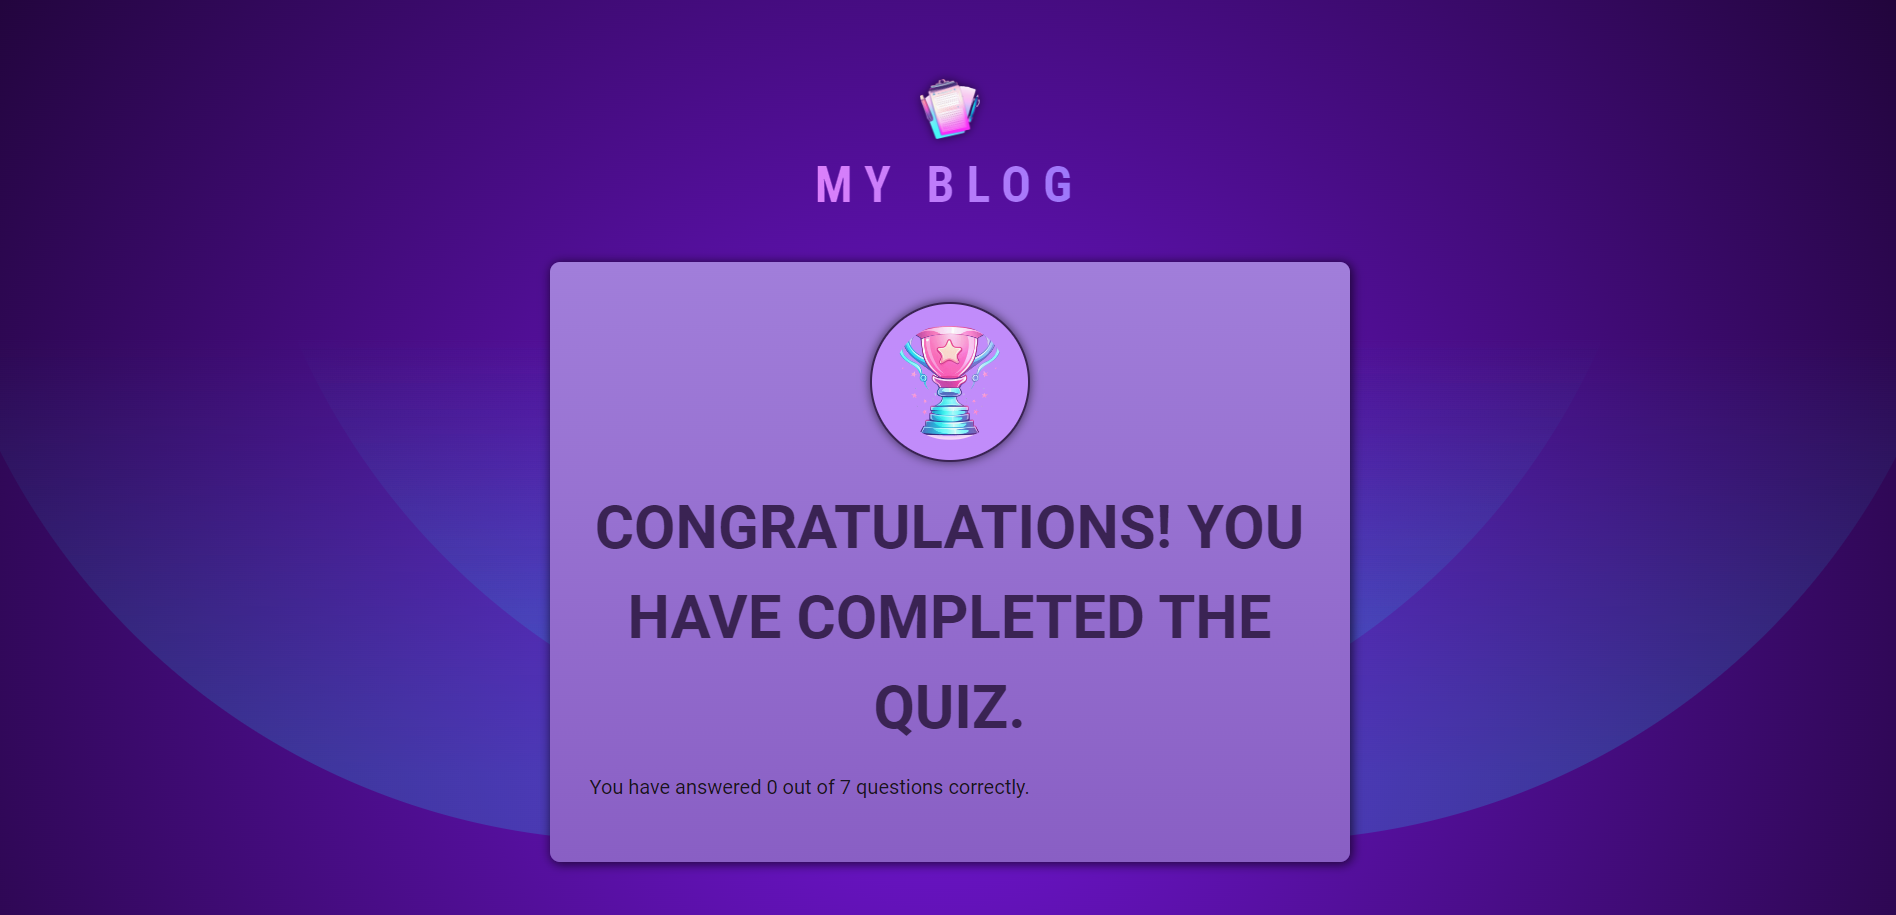 MY BLOG
CONGRATULATIONS! YOU
HAVE COMPLETED THE
QUIZ.
You have answered 0 out of 7 questions correctly.